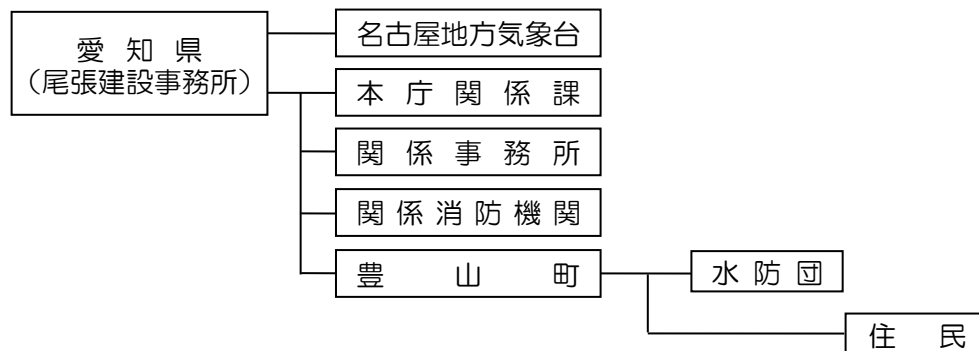 愛知県
(尾張建設事務所)
名古屋地方気象台
本庁関係課
関係事務所
関係消防機関
豊山町
水防団
住民